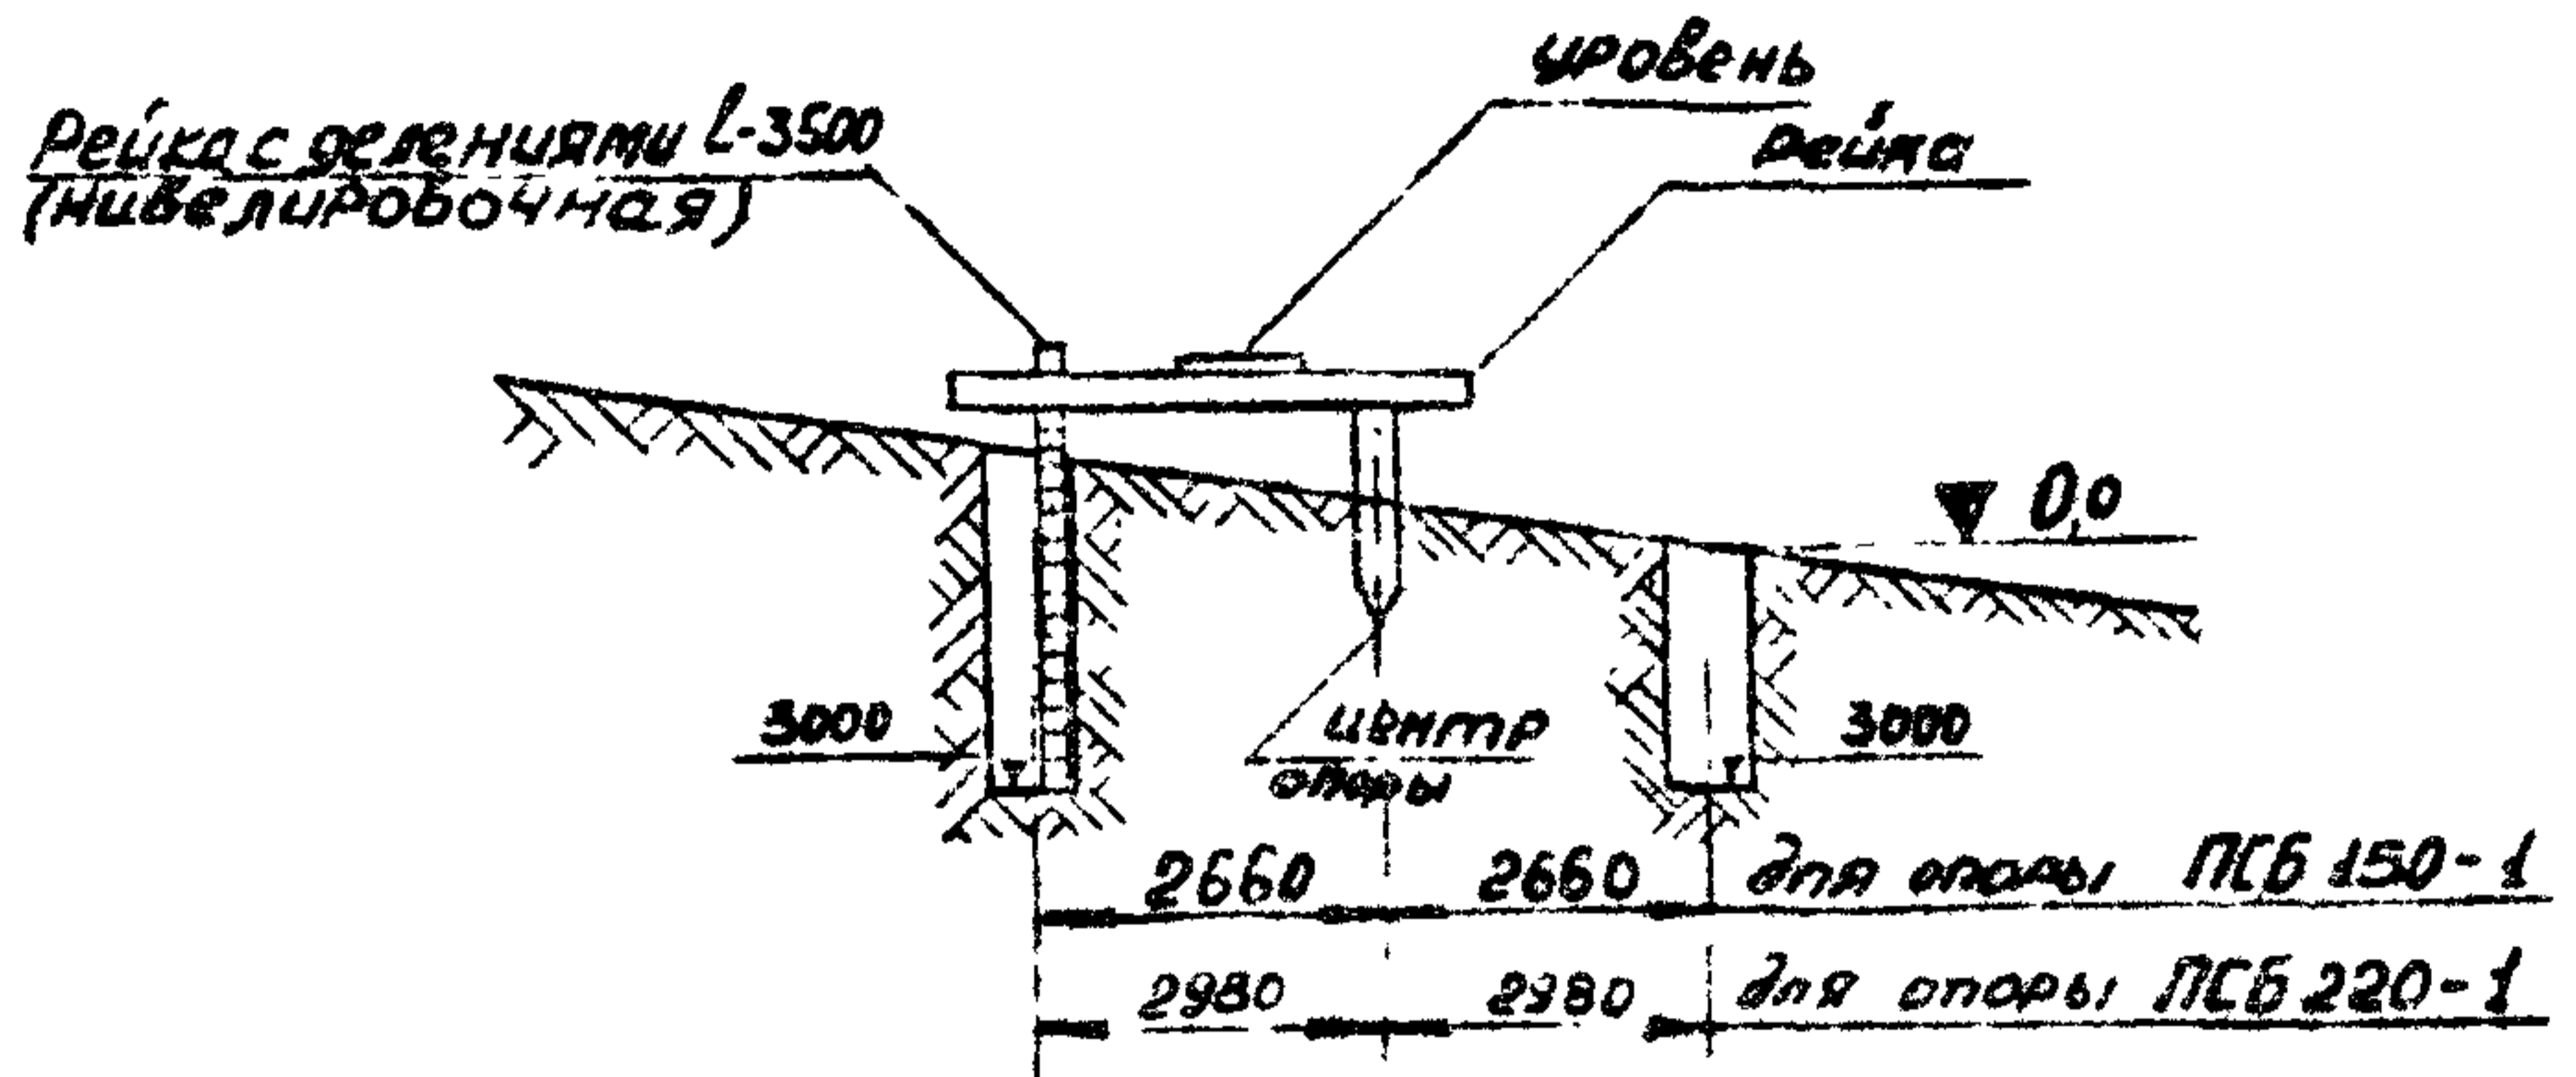 уровень
Рейка с делениями l-3500
(нивелировочная)
Рейка
0,0
3000
центр
опоры
3000
2660 2660 для опоры ПСБ 150-1
2980 2980 для опоры ПСБ 220-1